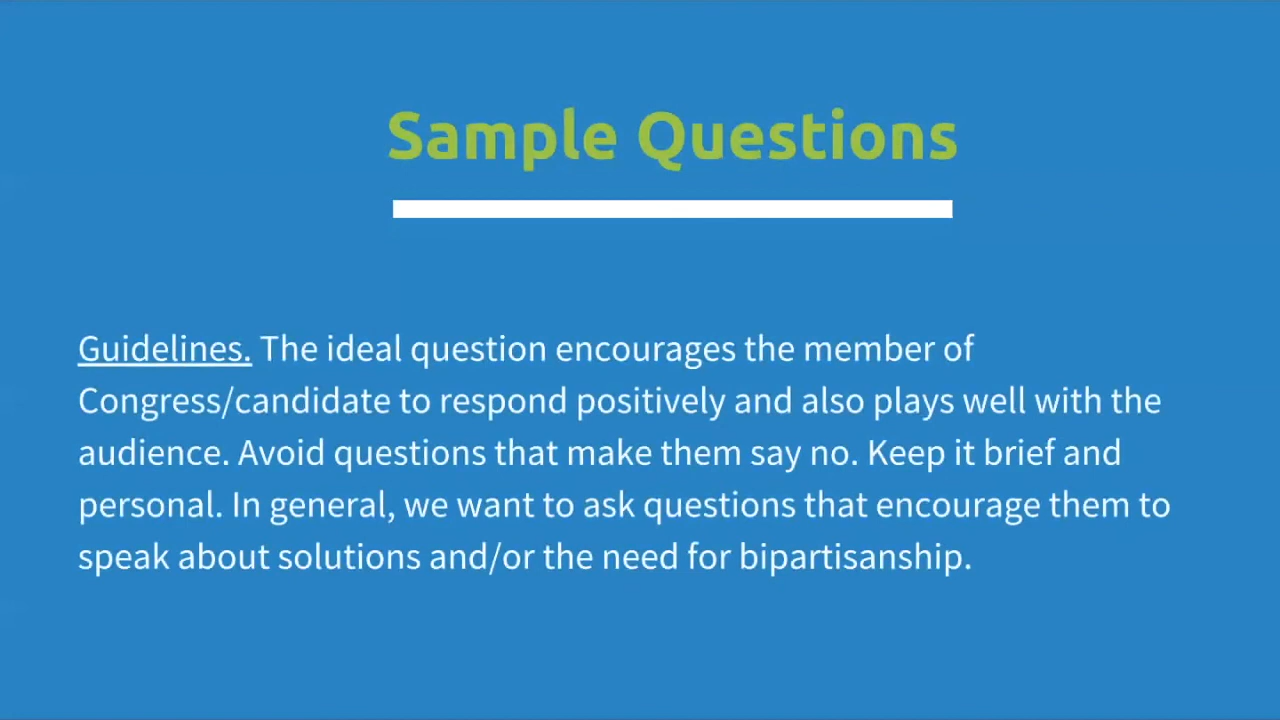 Sample Questions
Guidelines. The ideal question encourages the member of
Congress/candidate to respond positively and also plays well with the
audience. Avoid questions that make them say no. Keep it brief and
personal. In general, we want to ask questions that encourage them to
speak about solutions and/or the need for bipartisanship.